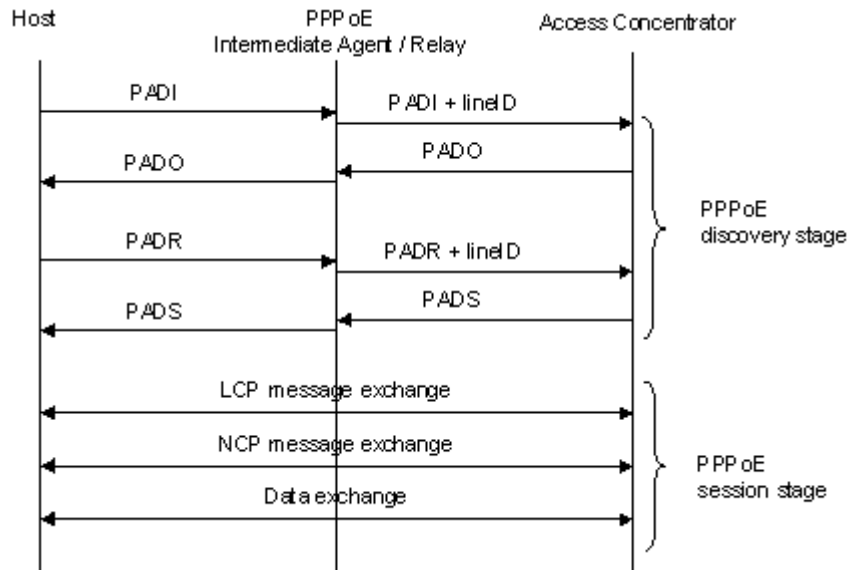 Host
PPPoE
Intermediate Agent / Relay
Access Concentrator
PADI
PADI + lineID
PADO
PADO
PPPoE
discovery stage
PADR
PADR + lineID
PADS
PADS
LCP message exchange
NCP message exchange
PPPoE
session stage
Data exchange